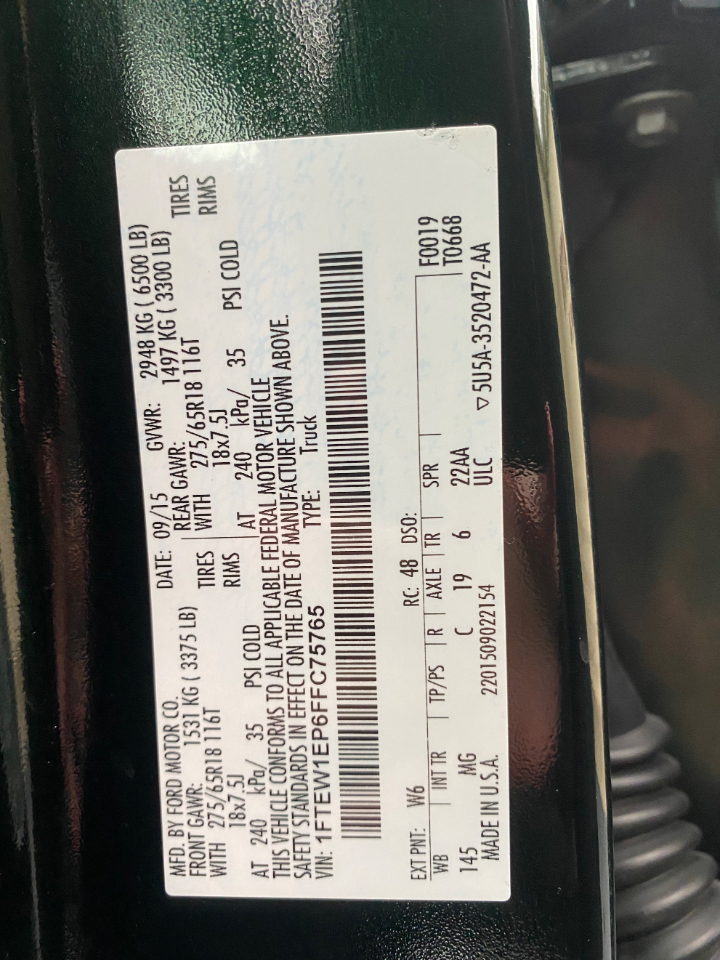 MFD. BY FORD MOTOR CO.
DATE: 09/15 GVWR: 2948 KG ( 6500 LB)
FRONT GAWR: 1531 KG ( 3375 LB) REAR GAWR: 1497 KG ( 3300 LB)
WITH 275/65R18 116T TIRES WITH 275/65R18 116T TIRES
18x7.5J RIMS 18x7.5J RIMS
AT 240 kPa/ 35 PSI COLD AT 240 kPa/ 35 PSI COLD
THIS VEHICLE CONFORMS TO ALL APPLICABLE FEDERAL MOTOR VEHICLE
SAFETY STANDARDS IN EFFECT ON THE DATE OF MANUFACTURE SHOWN ABOVE.
VIN: 1FTEW1EP6FFC75765 TYPE: Truck
F0019
T0668
EXT PNT: W6 RC: 48 DSO:
WB INT TR TP/PS R AXLE TR SPR
145 MG C 19 6 22AA
ULC
MADE IN U.S.A. 2201509022154
▽ 5U5A-3520472-AA